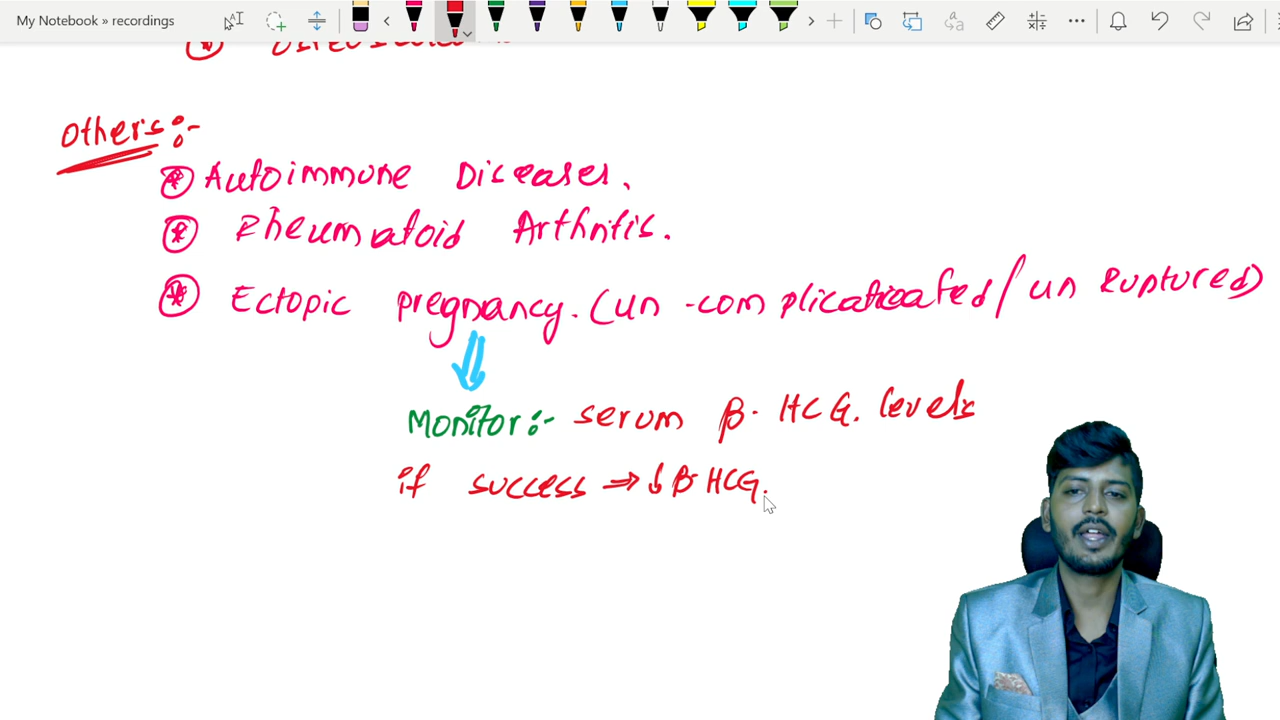 My Notebook » recordings
Others:-
Autoimmune Diseases.
Rheumatoid Arthritis.
Ectopic pregnancy. (un-complicatioated/un Ruptured)
Monitor:- serum β-HCG. levels
if success ⇒ ↓ β-HCG.